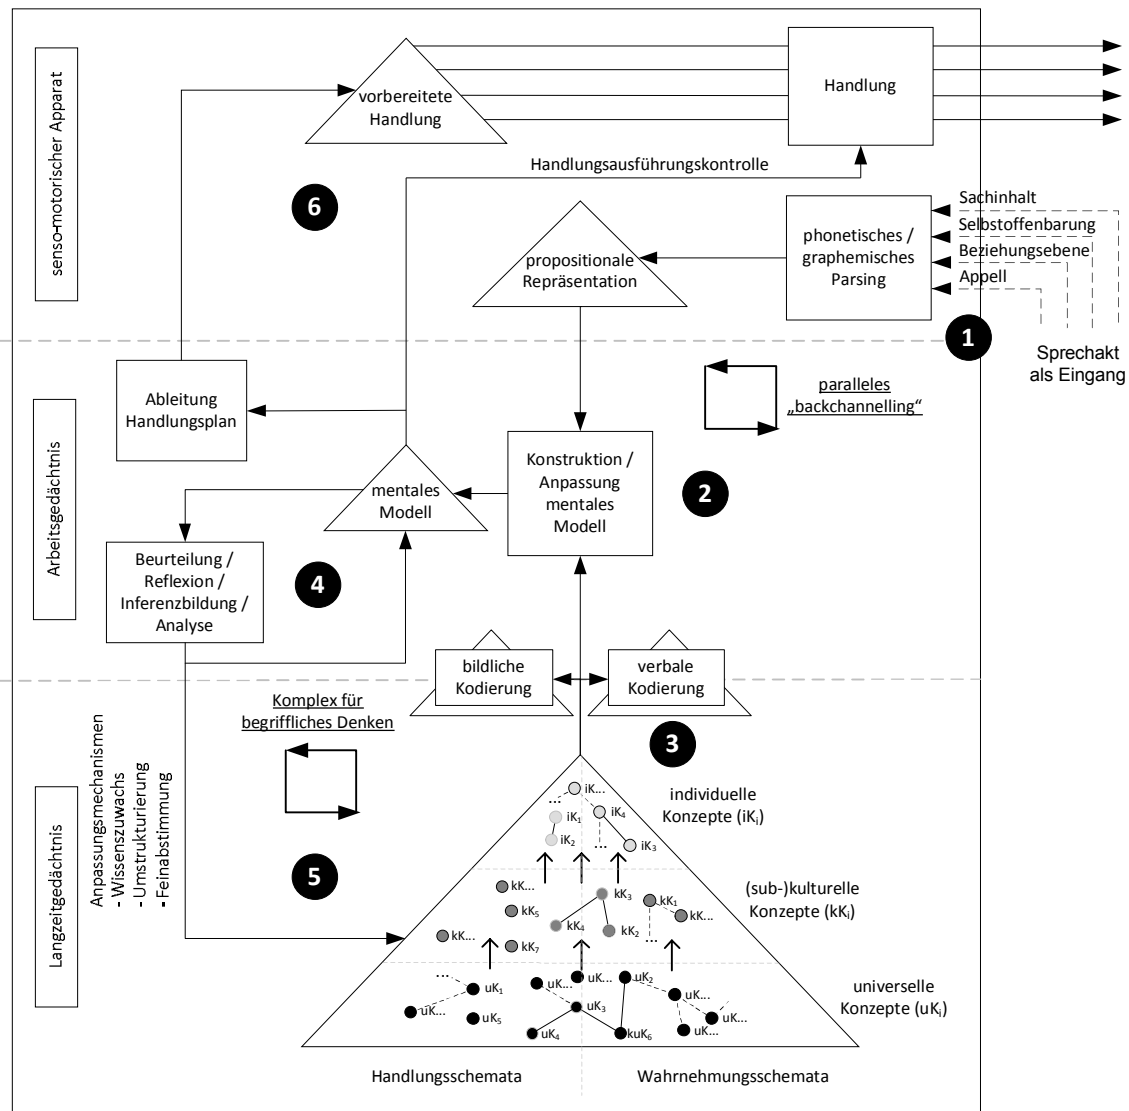 senso-motorischer Apparat
vorbereitete
Handlung
Handlung
Handlungsausführungskontrolle
6
Sachinhalt
Selbstoffenbarung
Beziehungsebene
Appell
phonetisches /
graphemisches
Parsing
propositionale
Repräsentation
1
Sprechakt
als Eingang
Arbeitsgedächtnis
Ableitung
Handlungsplan
paralleles
„backchannelling“
Konstruktion /
Anpassung
mentales
Modell
2
mentales
Modell
Beurteilung /
Reflexion /
Inferenzbildung /
Analyse
4
bildliche
Kodierung
verbale
Kodierung
3
Langzeitgedächtnis
Anpassungsmechanismen
- Wissenszuwachs
- Umstrukturierung
- Feinabstimmung
Komplex für
begriffliches Denken
5
individuelle
Konzepte (iKi)
iK...
...
iK1
iK4
iK2
...
iK3
(sub-)kulturelle
Konzepte (kKi)
kK...
kK3
kK1
kK5
kK4
kK2
kK...
kK...
kK7
...
universelle
Konzepte (uKi)
...
uK1
uK...
uK...
uK2
uK...
uK...
uK5
uK3
uK...
uK4
kuK6
uK...
Handlungsschemata
Wahrnehmungsschemata